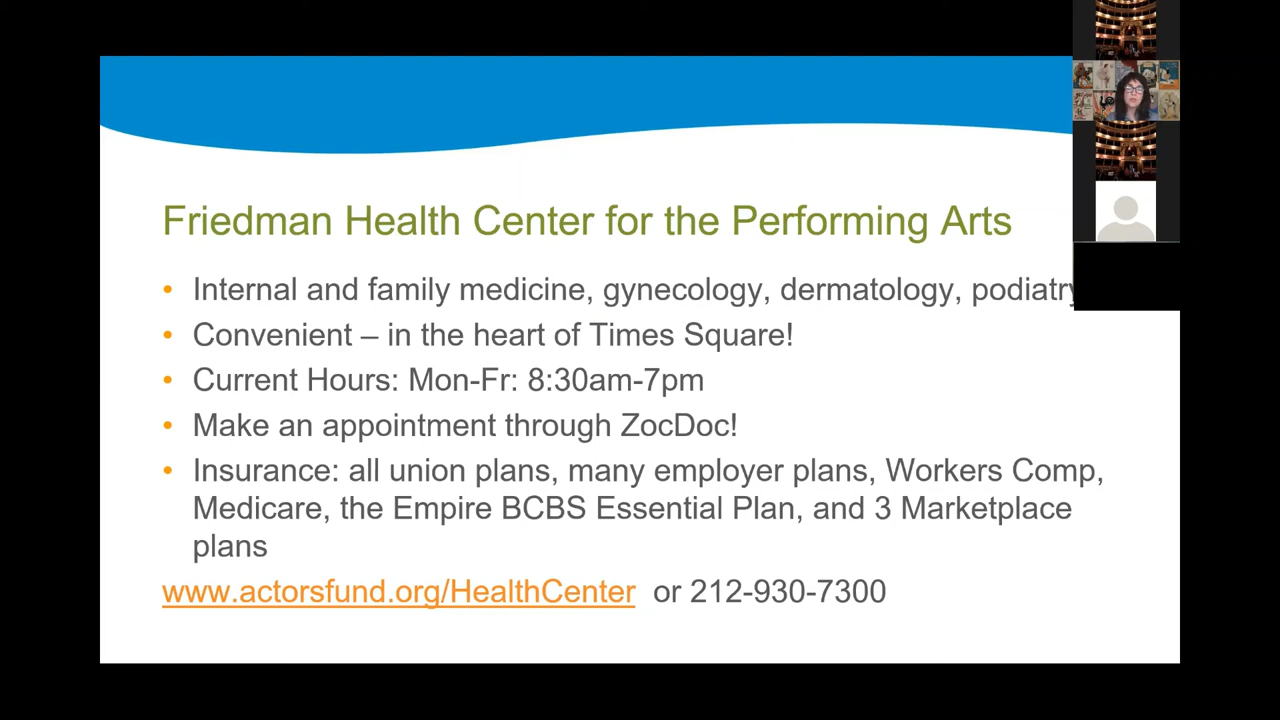 Friedman Health Center for the Performing Arts
• Internal and family medicine, gynecology, dermatology, podiatry
• Convenient – in the heart of Times Square!
• Current Hours: Mon-Fr: 8:30am-7pm
• Make an appointment through ZocDoc!
• Insurance: all union plans, many employer plans, Workers Comp,
Medicare, the Empire BCBS Essential Plan, and 3 Marketplace
plans
www.actorsfund.org/HealthCenter or 212-930-7300